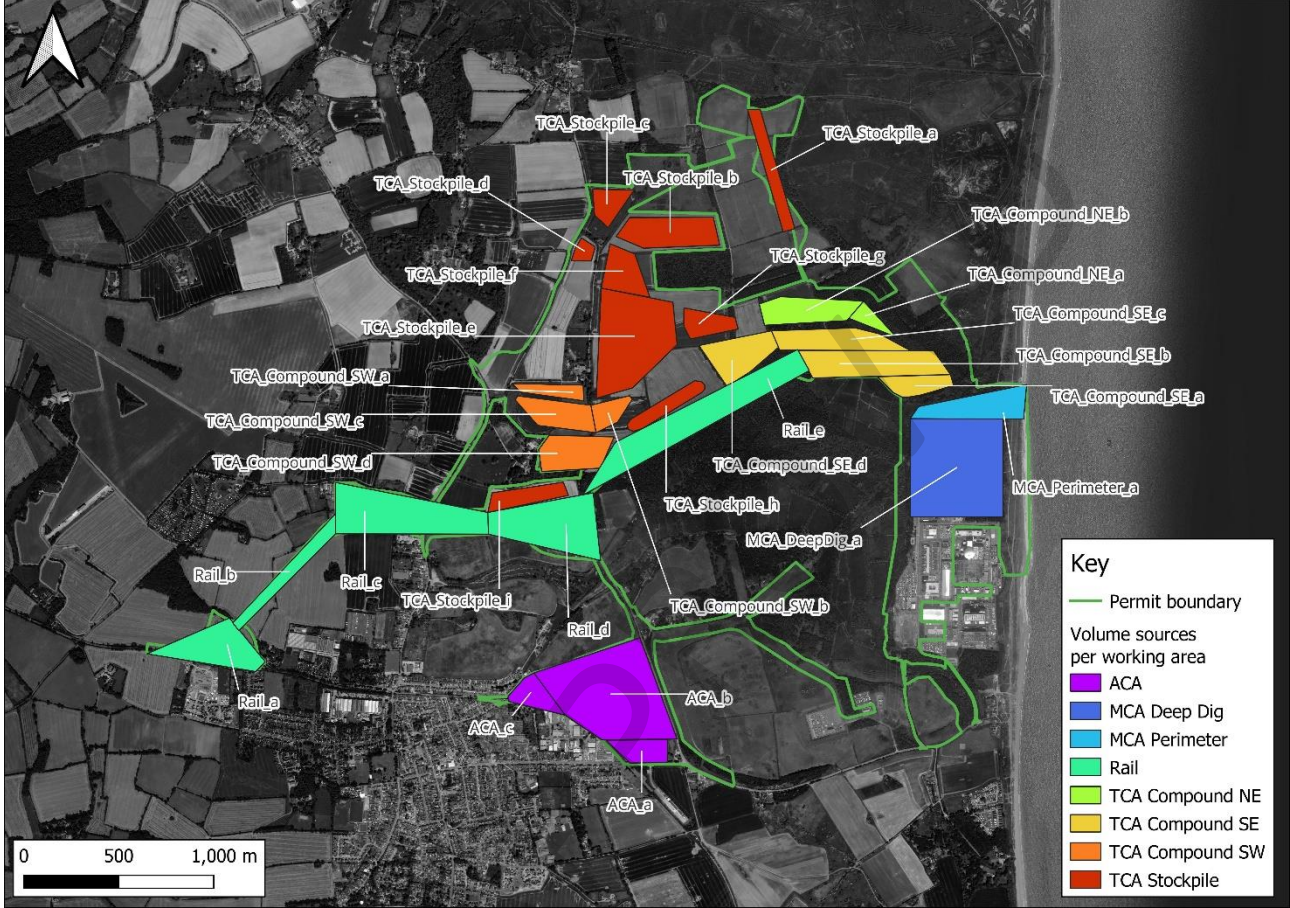 TCA_Stockpile_c
TCA_Stockpile_a
TCA_Stockpile_d
TCA_Stockpile_b
TCA_Compound_NE_b
TCA_Stockpile_g
TCA_Stockpile_f
TCA_Compound_NE_a
TCA_Compound_SE_c
TCA_Stockpile_e
TCA_Compound_SE_b
TCA_Compound_SW_a
TCA_Compound_SE_a
TCA_Compound_SW_c
Rail_e
TCA_Compound_SW_d
TCA_Compound_SE_d
MCA_Perimeter_a
TCA_Stockpile_h
MCA_DeepDig_a
Rail_b
Rail_c
TCA_Stockpile_i
TCA_Compound_SW_b
Rail_d
Rail_a
ACA_b
ACA_c
ACA_a
Key
Permit boundary
Volume sources
per working area
ACA
MCA Deep Dig
MCA Perimeter
Rail
TCA Compound NE
TCA Compound SE
TCA Compound SW
TCA Stockpile
0 500 1,000 m